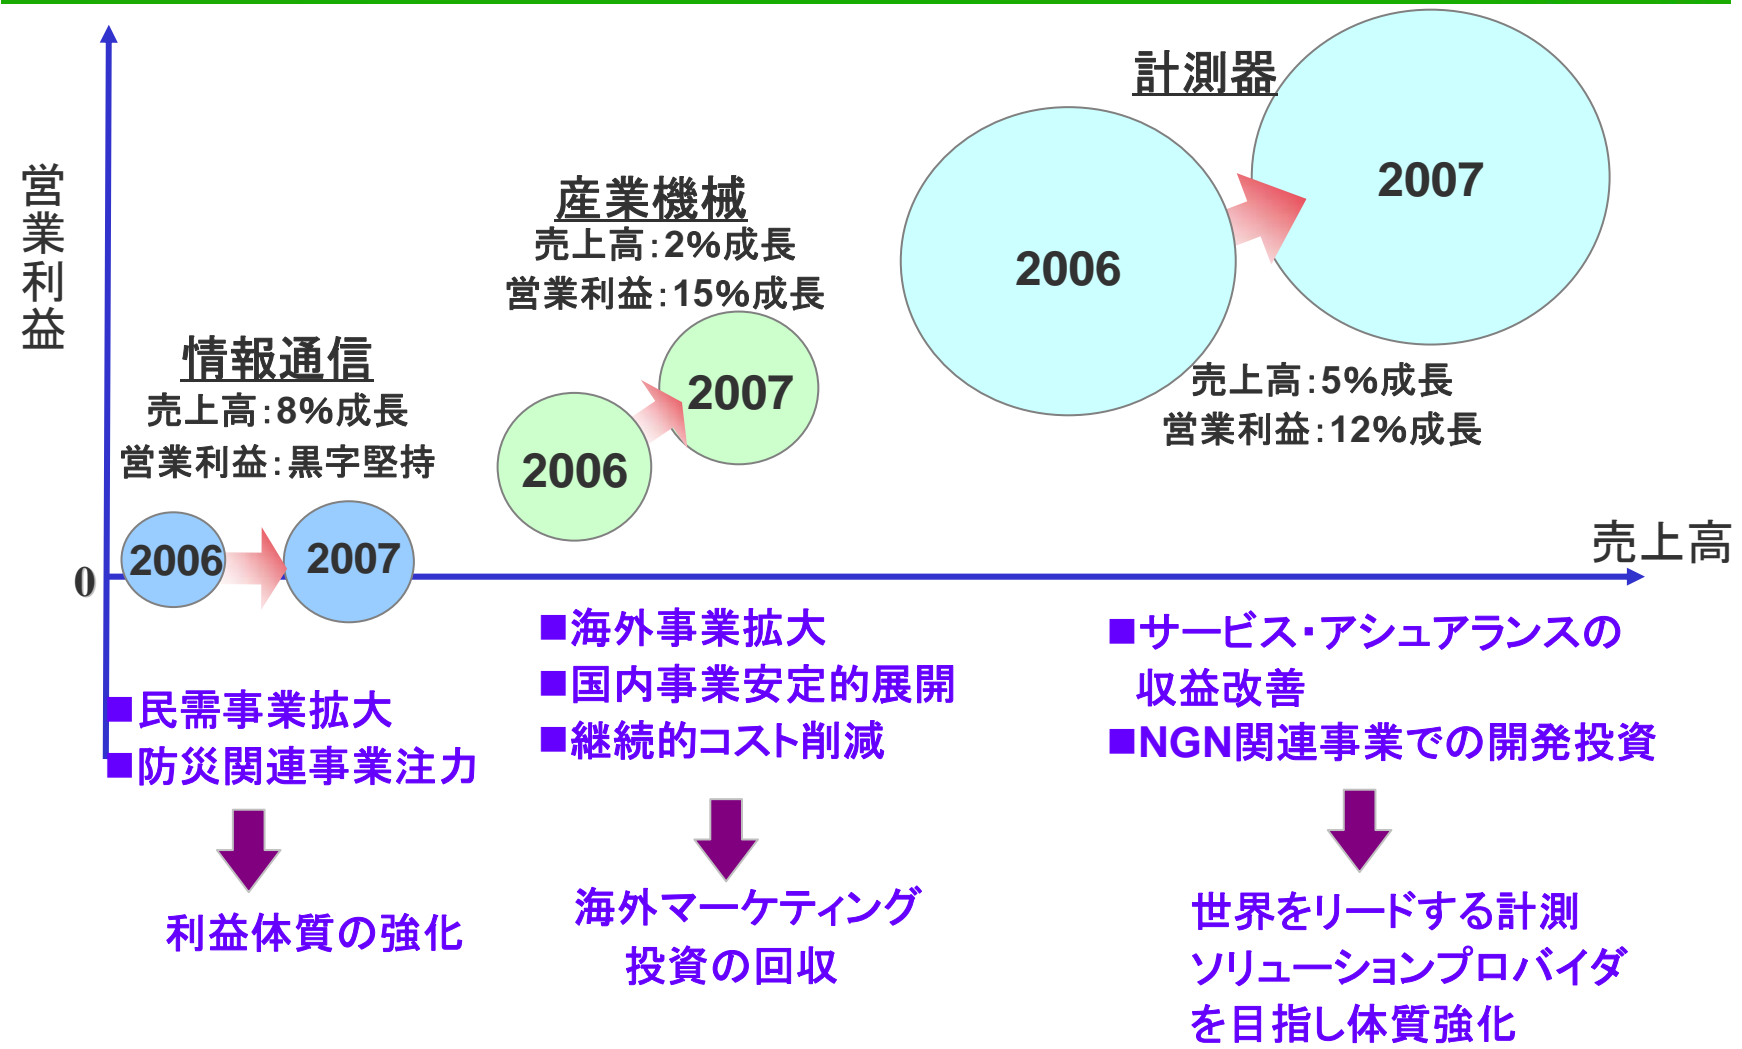 営業利益
0
売上高
情報通信
売上高：8%成長
営業利益：黒字堅持
2006
2007
■民需事業拡大
■防災関連事業注力
利益体質の強化
産業機械
売上高：2%成長
営業利益：15%成長
2006
2007
■海外事業拡大
■国内事業安定的展開
■継続的コスト削減
海外マーケティング
投資の回収
計測器
2006
2007
売上高：5%成長
営業利益：12%成長
■サービス・アシュアランスの
収益改善
■NGN関連事業での開発投資
世界をリードする計測
ソリューションプロバイダ
を目指し体質強化